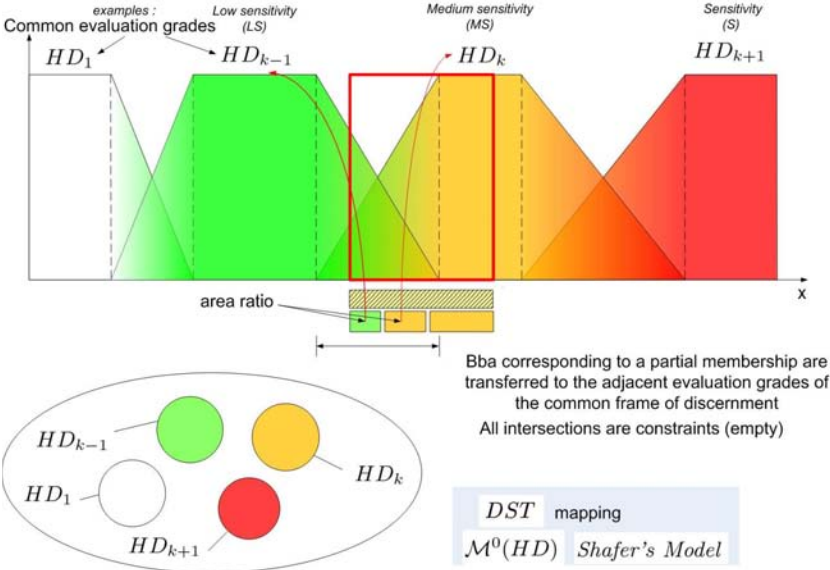 examples :
Low sensitivity
(LS)
Medium sensitivity
(MS)
Sensitivity
(S)
Common evaluation grades
HD1
HDk−1
HDk
HDk+1
area ratio
x
Bba corresponding to a partial membership are
transferred to the adjacent evaluation grades of
the common frame of discernment
All intersections are constraints (empty)
HDk−1
HDk
HD1
HDk+1
DST mapping
M0(HD) Shafer's Model